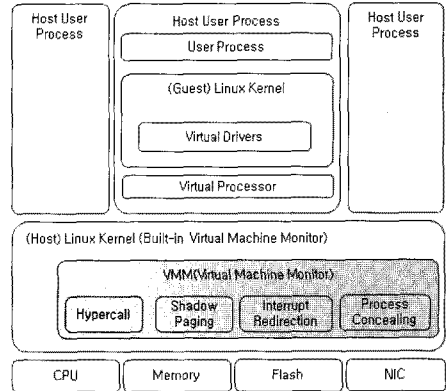 Host User
Process
Host User Process
Host User
Process
User Process
(Guest) Linux Kernel
Virtual Drivers
Virtual Processor
(Host) Linux Kernel (Built-in Virtual Machine Monitor)
VMM(Virtual Machine Monitor)
Hypercall
Shadow
Paging
Interrupt
Redirection
Process
Concealing
CPU
Memory
Flash
NIC